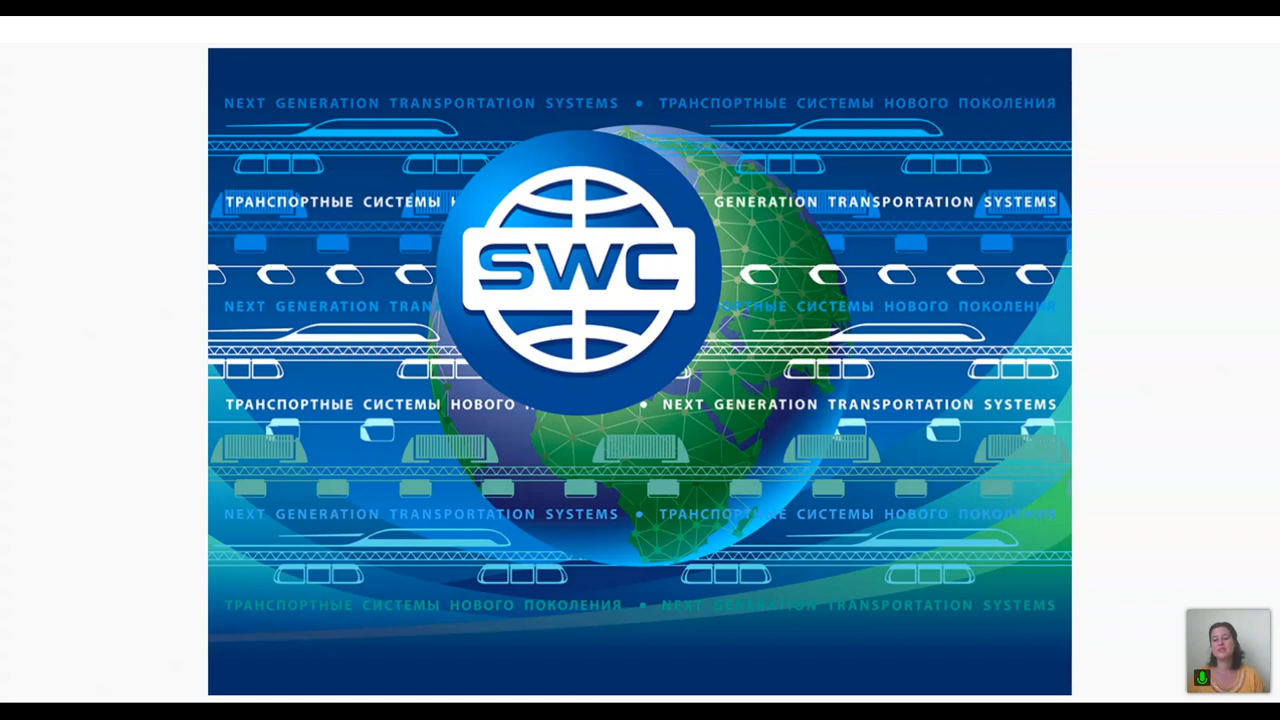 NEXT GENERATION TRANSPORTATION SYSTEMS • ТРАНСПОРТНЫЕ СИСТЕМЫ НОВОГО ПОКОЛЕНИЯ
ТРАНСПОРТНЫЕ СИСТЕМЫ GENERATION TRANSPORTATION SYSTEMS
SWC
NEXT GENERATION СИСТЕМЫ НОВОГО ПОКОЛЕНИЯ
ТРАНСПОРТНЫЕ СИСТЕМЫ НОВОГО • NEXT GENERATION TRANSPORTATION SYSTEMS
NEXT GENERATION TRANSPORTATION SYSTEMS • ТРАНСПОРТНЫЕ СИСТЕМЫ НОВОГО ПОКОЛЕНИЯ
ТРАНСПОРТНЫЕ СИСТЕМЫ НОВОГО ПОКОЛЕНИЯ • NEXT GENERATION TRANSPORTATION SYSTEMS